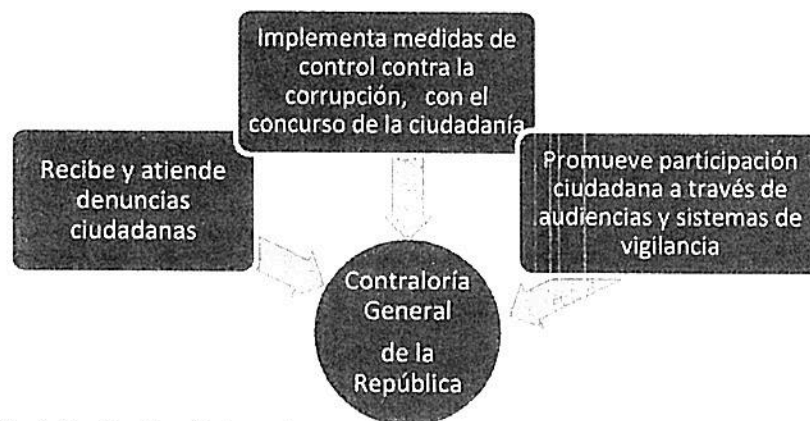 Implementa medidas de
control contra la
corrupción, con el
concurso de la ciudadanía
Recibe y atiende
denuncias
ciudadanas
Promueve participación
ciudadana a través de
audiencias y sistemas de
vigilancia
Contraloría
General
de la
República